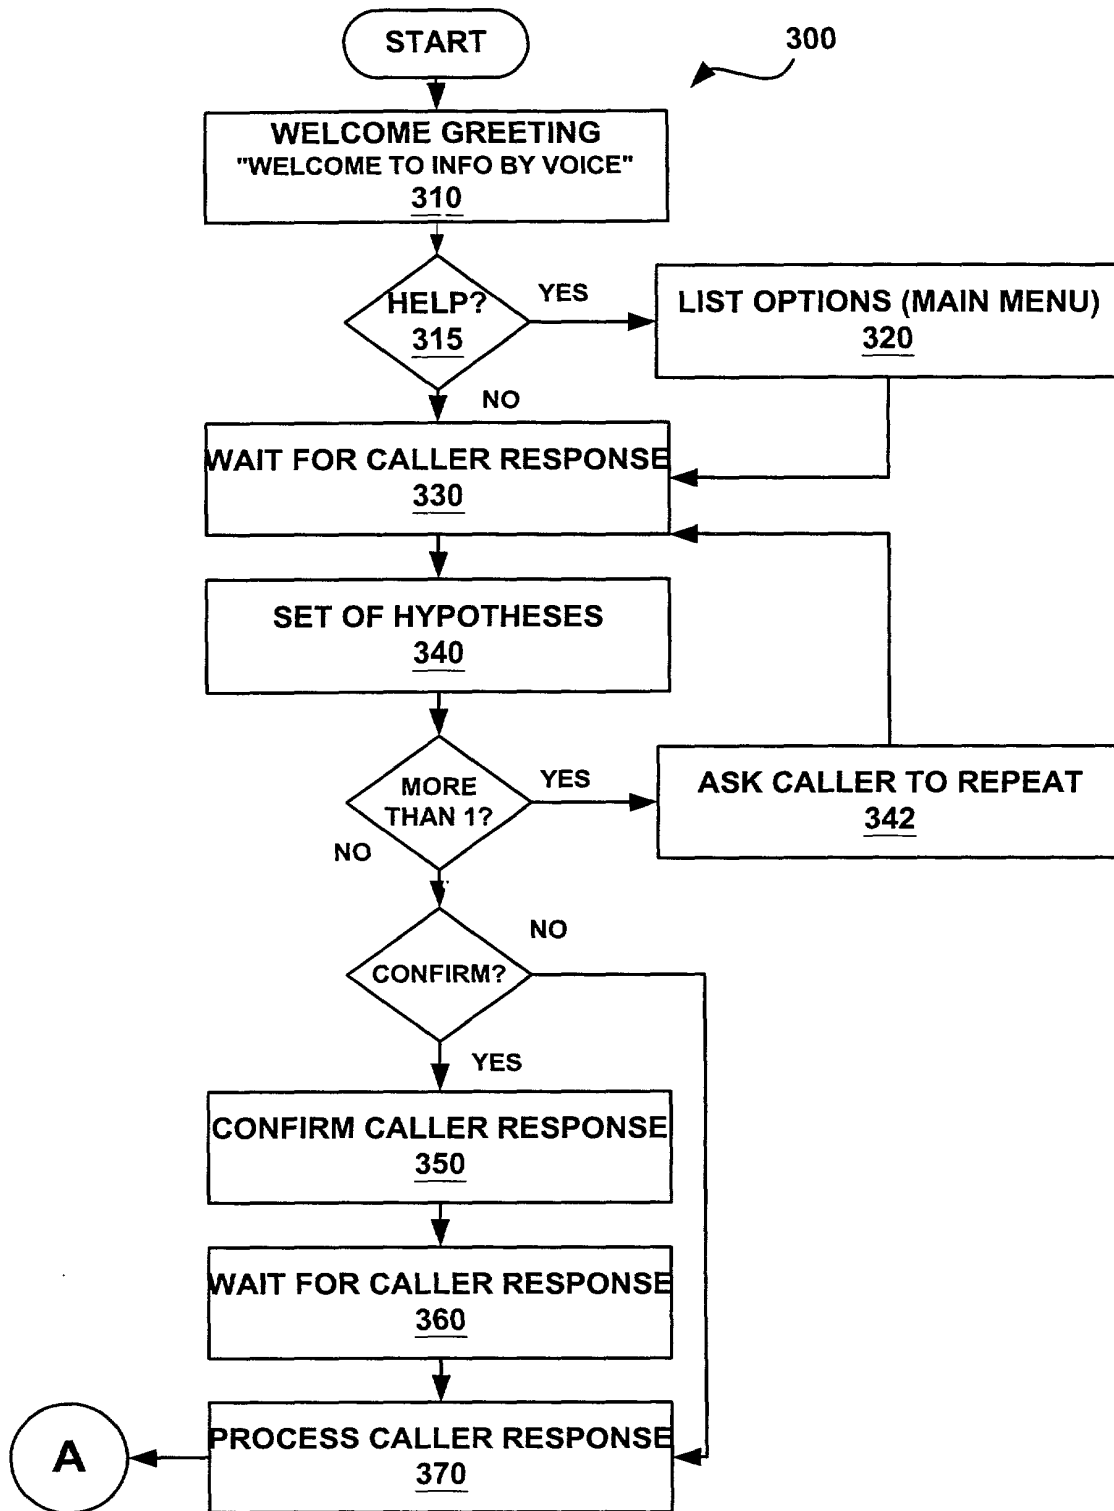 START
300
WELCOME GREETING
"WELCOME TO INFO BY VOICE"
310
HELP?
315
YES
LIST OPTIONS (MAIN MENU)
320
NO
WAIT FOR CALLER RESPONSE
330
SET OF HYPOTHESES
340
MORE
THAN 1?
YES
ASK CALLER TO REPEAT
342
NO
CONFIRM?
NO
YES
CONFIRM CALLER RESPONSE
350
WAIT FOR CALLER RESPONSE
360
PROCESS CALLER RESPONSE
370
A